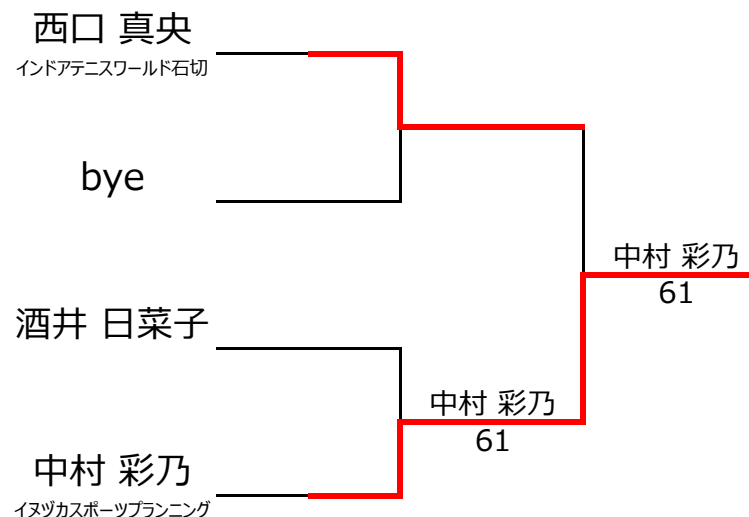 西口 真央
インドアテニスワールド石切
bye
中村 彩乃
61
酒井 日菜子
中村 彩乃
61
中村 彩乃
イヌヅカスポーツプランニング